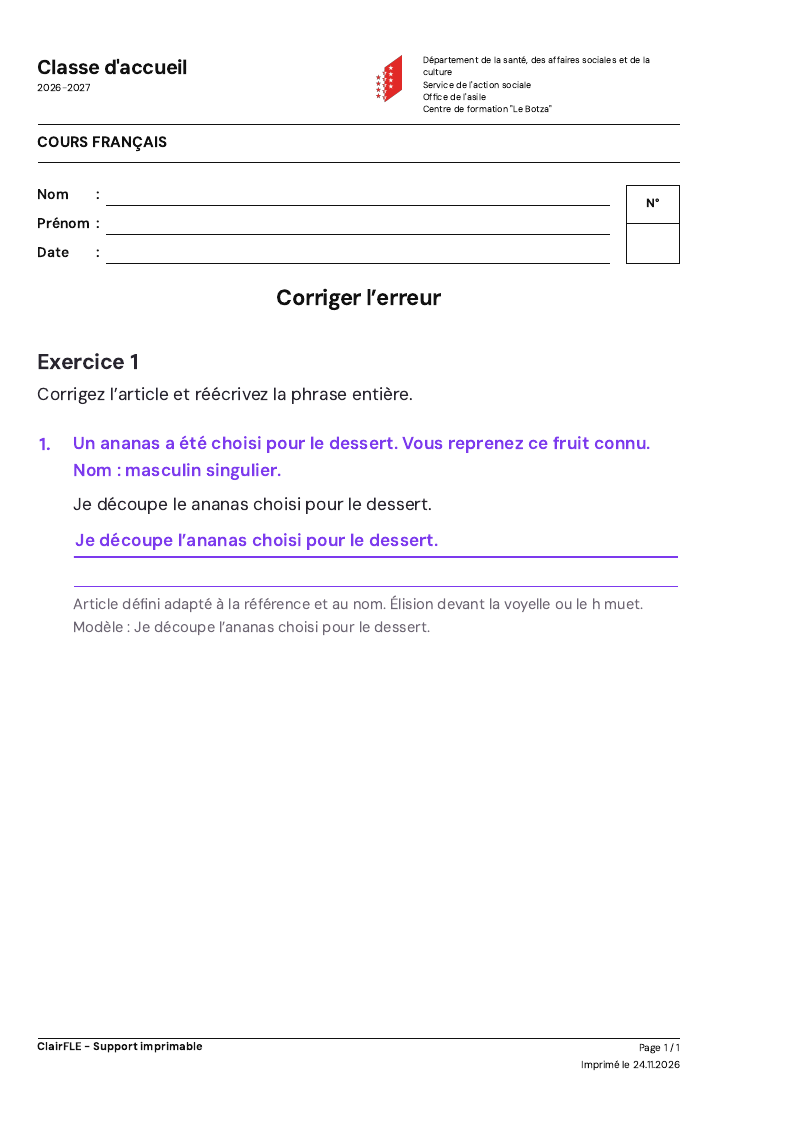 Classe d'accueil
2026-2027
Département de la santé, des affaires sociales et de la
culture
Service de l'action sociale
Office de l'asile
Centre de formation "Le Botza"
COURS FRANÇAIS
Nom :
Prénom :
Date :
N°
Corriger l’erreur
Exercice 1
Corrigez l’article et réécrivez la phrase entière.
1. Un ananas a été choisi pour le dessert. Vous reprenez ce fruit connu.
Nom : masculin singulier.
Je découpe le ananas choisi pour le dessert.
Je découpe l’ananas choisi pour le dessert.
Article défini adapté à la référence et au nom. Élision devant la voyelle ou le h muet.
Modèle : Je découpe l’ananas choisi pour le dessert.
ClairFLE - Support imprimable
Page 1 / 1
Imprimé le 24.11.2026